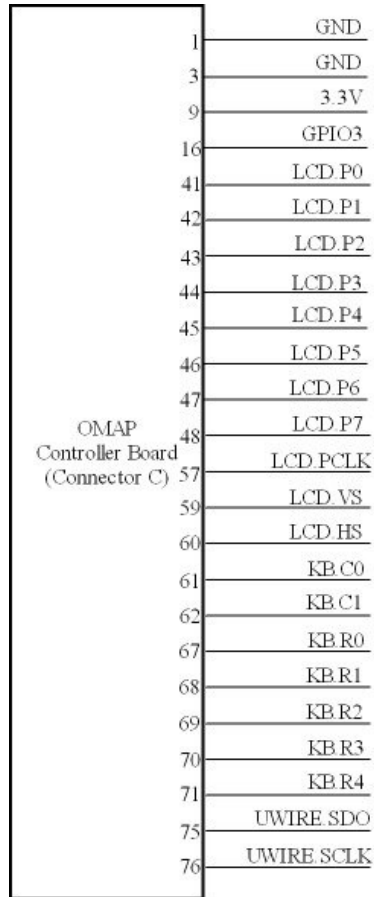 GND
1
GND
3
3.3V
9
GPIO3
16
LCD.P0
41
LCD.P1
42
LCD.P2
43
LCD.P3
44
LCD.P4
45
LCD.P5
46
LCD.P6
47
LCD.P7
48
OMAP
Controller Board
(Connector C)
LCD.PCLK
57
LCD.VS
59
LCD.HS
60
KB.C0
61
KB.C1
62
KB.R0
67
KB.R1
68
KB.R2
69
KB.R3
70
KB.R4
71
UWIRE.SDO
75
UWIRE.SCLK
76